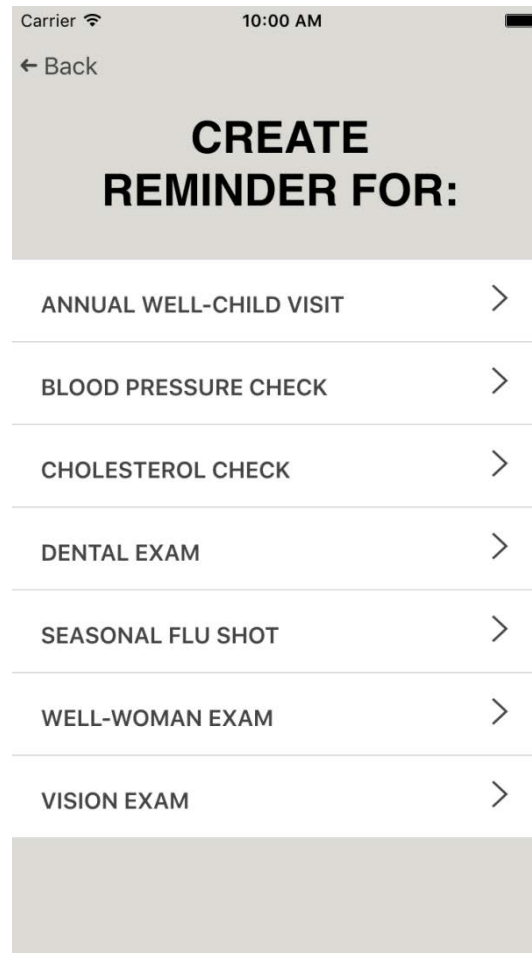 Carrier 10:00 AM
← Back
CREATE
REMINDER FOR:
ANNUAL WELL-CHILD VISIT
BLOOD PRESSURE CHECK
CHOLESTEROL CHECK
DENTAL EXAM
SEASONAL FLU SHOT
WELL-WOMAN EXAM
VISION EXAM